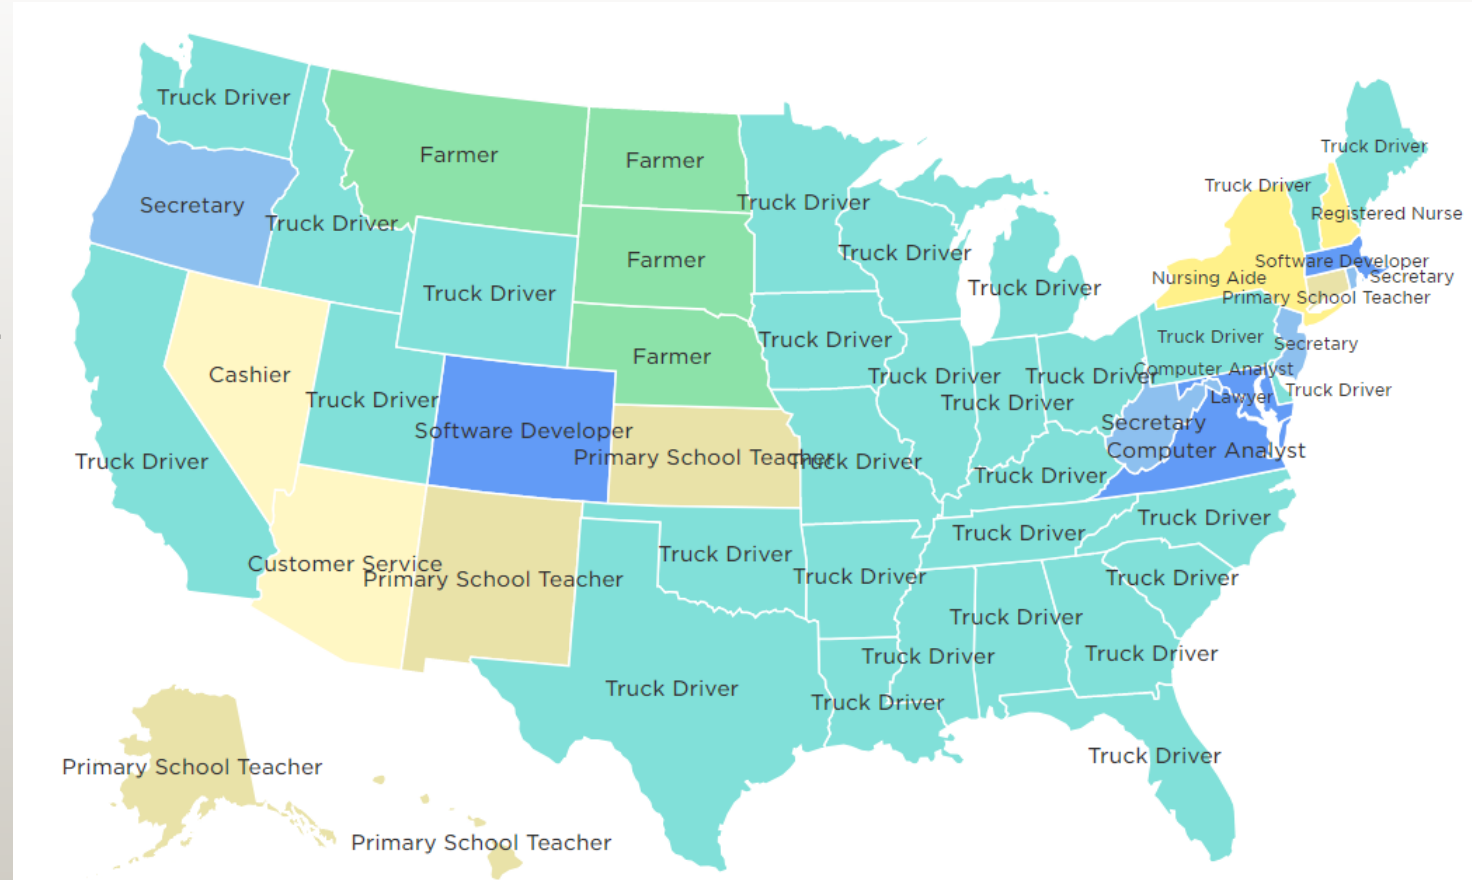 Truck Driver
Truck Driver
Farmer
Farmer
Truck Driver
Secretary
Truck Driver
Truck Driver
Registered Nurse
Truck Driver
Truck Driver
Farmer
Software Developer
Nursing Aide
Secretary
Truck Driver
Truck Driver
Primary School Teacher
Truck Driver
Truck Driver
Secretary
Farmer
Computer Analyst
Cashier
Truck Driver
Truck Driver
Truck Driver
Truck Driver
Lawyer
Truck Driver
Truck Driver
Secretary
Software Developer
Computer Analyst
Primary School Teacher
Truck Driver
Truck Driver
Truck Driver
Truck Driver
Truck Driver
Truck Driver
Customer Service
Primary School Teacher
Truck Driver
Truck Driver
Truck Driver
Truck Driver
Truck Driver
Truck Driver
Truck Driver
Truck Driver
Primary School Teacher
Primary School Teacher